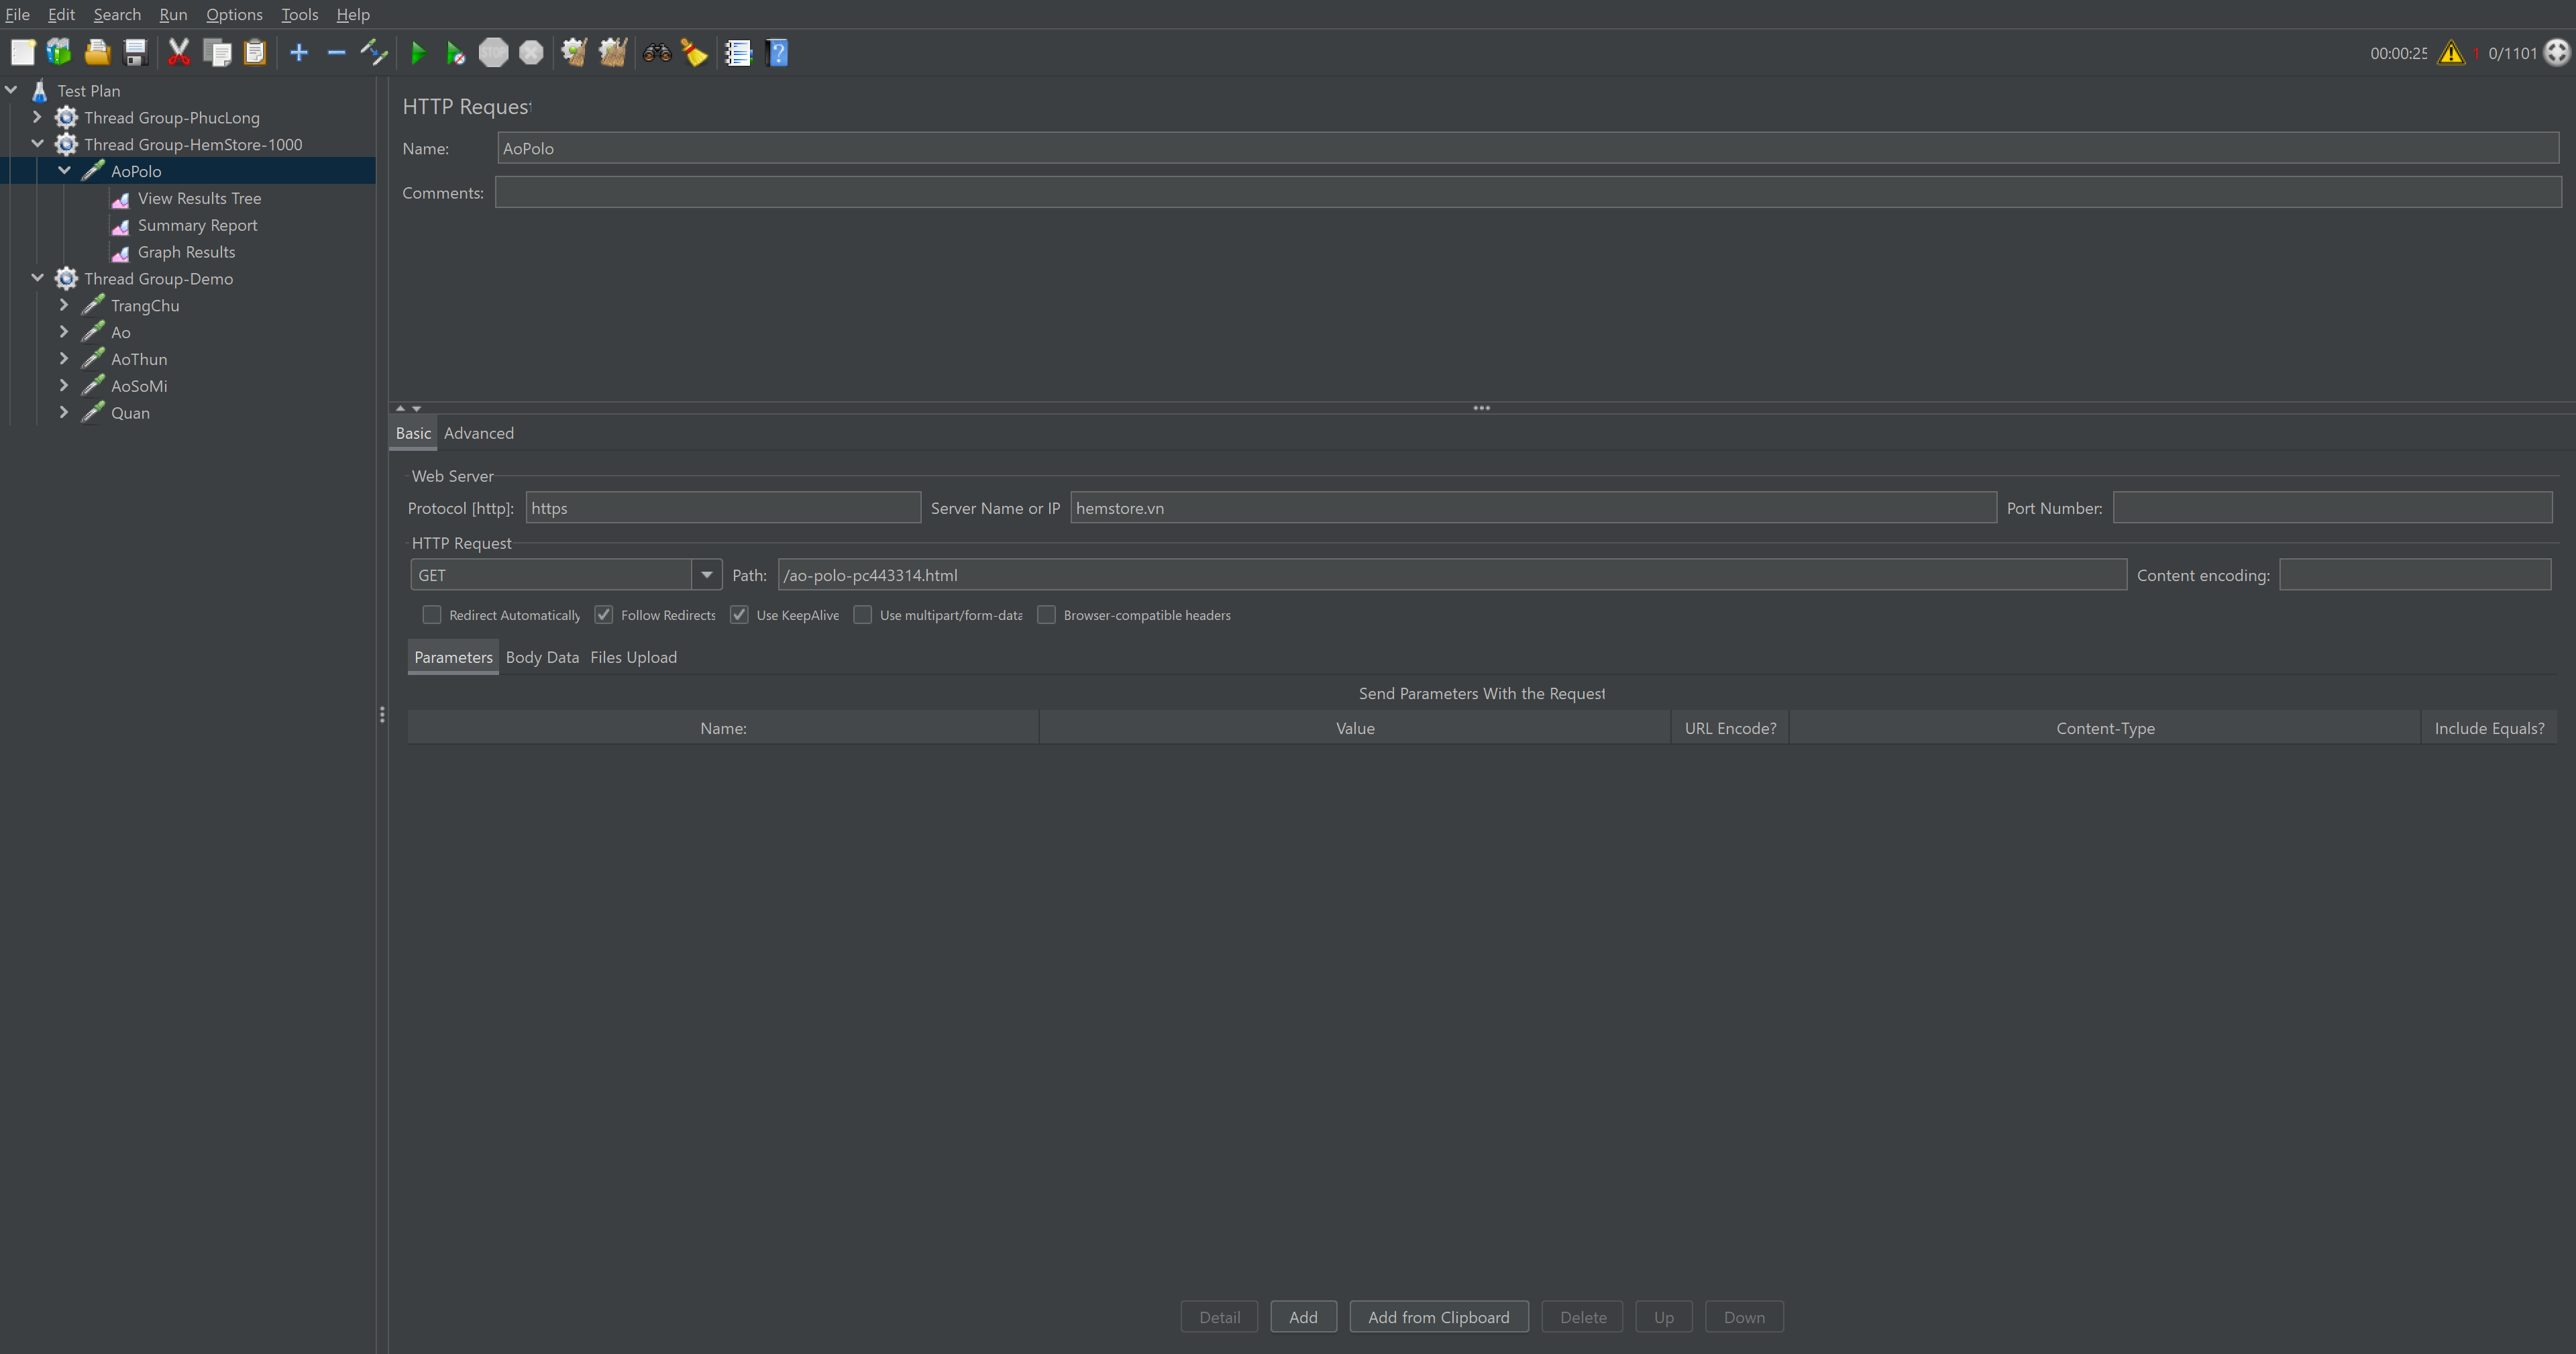 File Edit Search Run Options Tools Help
STOP
00:00:25 1 0/1101
Test Plan
Thread Group-PhucLong
Thread Group-HemStore-1000
AoPolo
View Results Tree
Summary Report
Graph Results
Thread Group-Demo
TrangChu
Ao
AoThun
AoSoMi
Quan
HTTP Request
Name: AoPolo
Comments:
Basic Advanced
Web Server
Protocol [http]: https Server Name or IP hemstore.vn Port Number:
HTTP Request
GET Path: /ao-polo-pc443314.html Content encoding:
Redirect Automatically Follow Redirects Use KeepAlive Use multipart/form-data Browser-compatible headers
Parameters Body Data Files Upload
Send Parameters With the Request
Name: Value URL Encode? Content-Type Include Equals?
Detail Add Add from Clipboard Delete Up Down